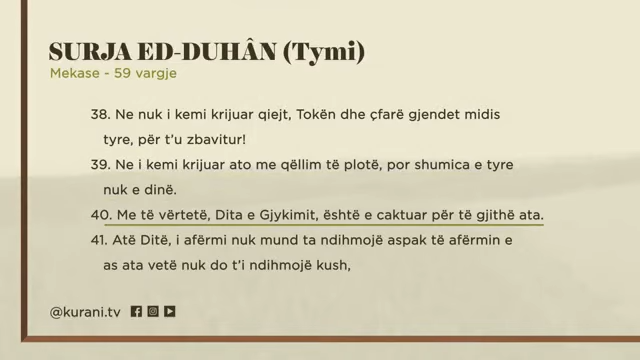 SURJA ED-DUHÂN (Tymi)
Mekase - 59 vargje
38. Ne nuk i kemi krijuar qiejt, Tokën dhe çfarë gjendet midis
tyre, për t'u zbavitur!
39. Ne i kemi krijuar ato me qëllim të plotë, por shumica e tyre
nuk e dinë.
40. Me të vërtetë, Dita e Gjykimit, është e caktuar për të gjithë ata.
41. Atë Ditë, i afërmi nuk mund ta ndihmojë aspak të afërmin e
as ata vetë nuk do t'i ndihmojë kush,
@kurani.tv